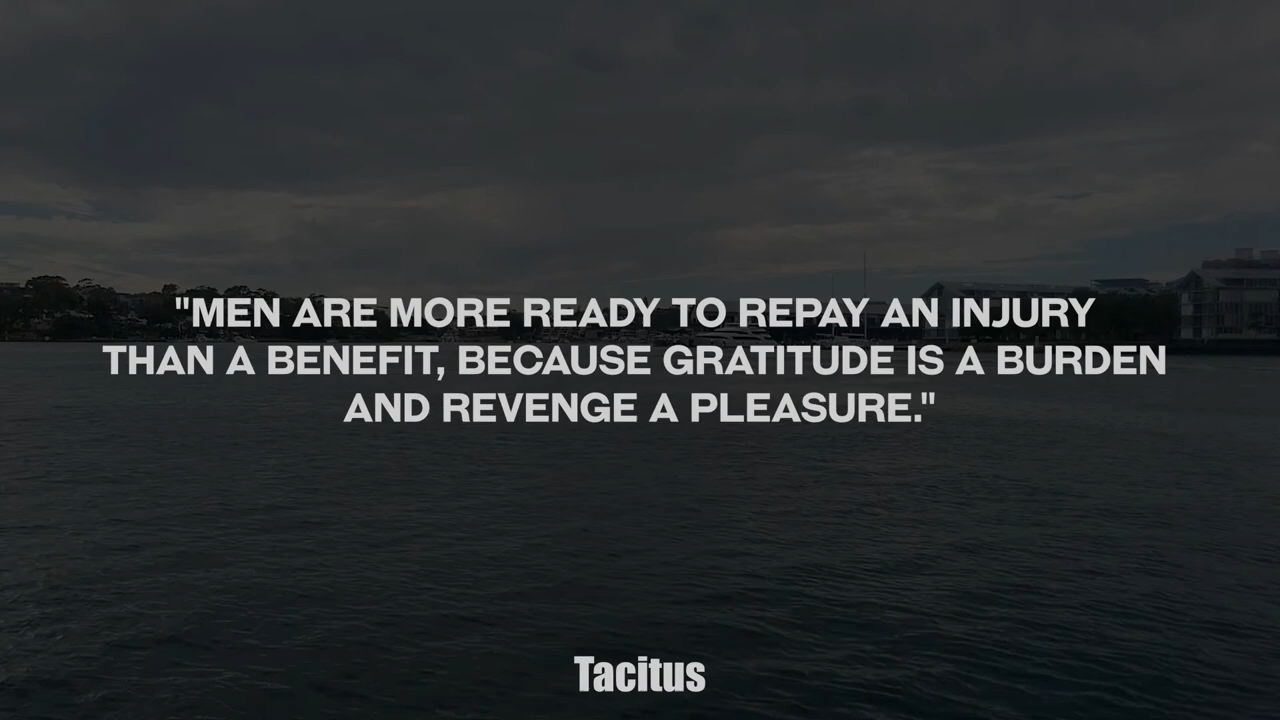 "MEN ARE MORE READY TO REPAY AN INJURY
THAN A BENEFIT, BECAUSE GRATITUDE IS A BURDEN
AND REVENGE A PLEASURE."
Tacitus